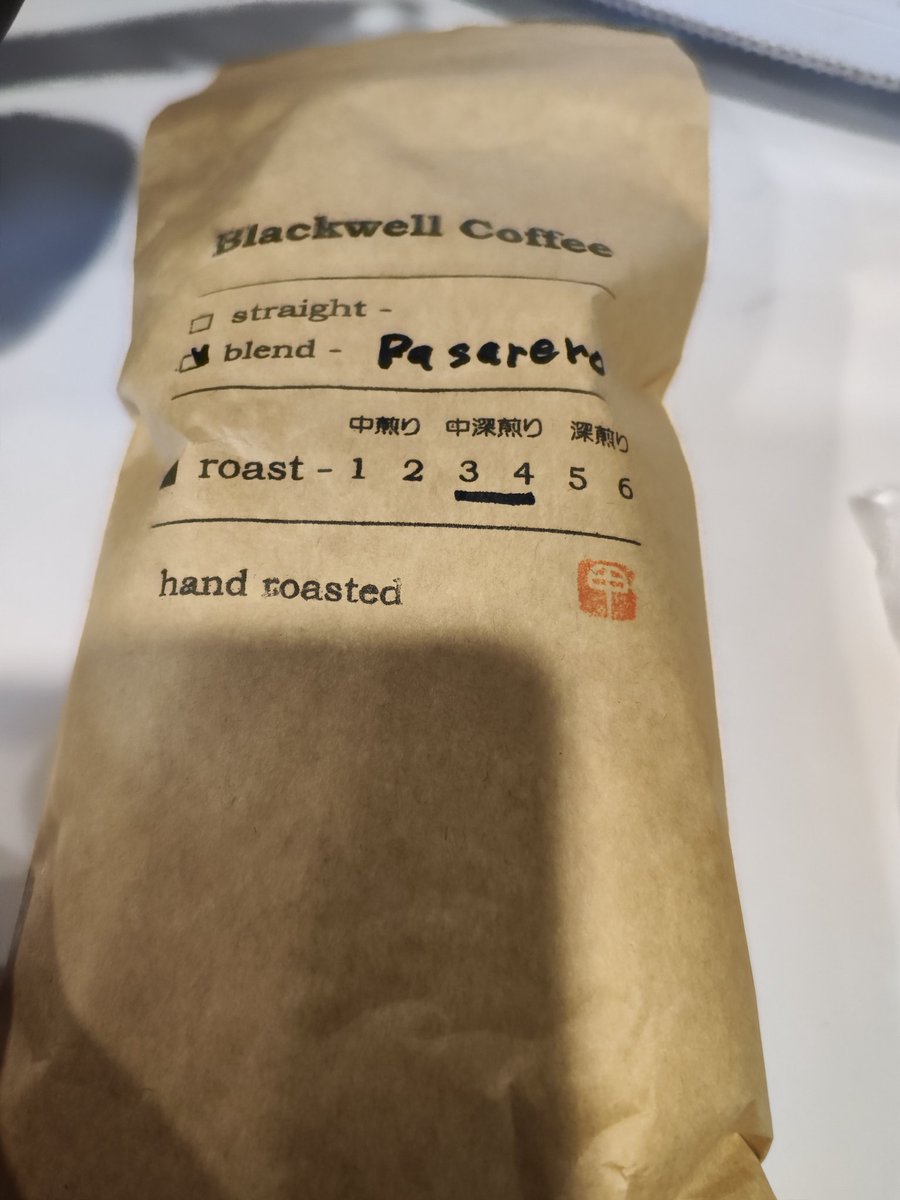 Blackwell Coffee
straight -
blend - Pasarero
中煎り 中深煎り 深煎り
roast - 1 2 3 4 5 6
hand roasted